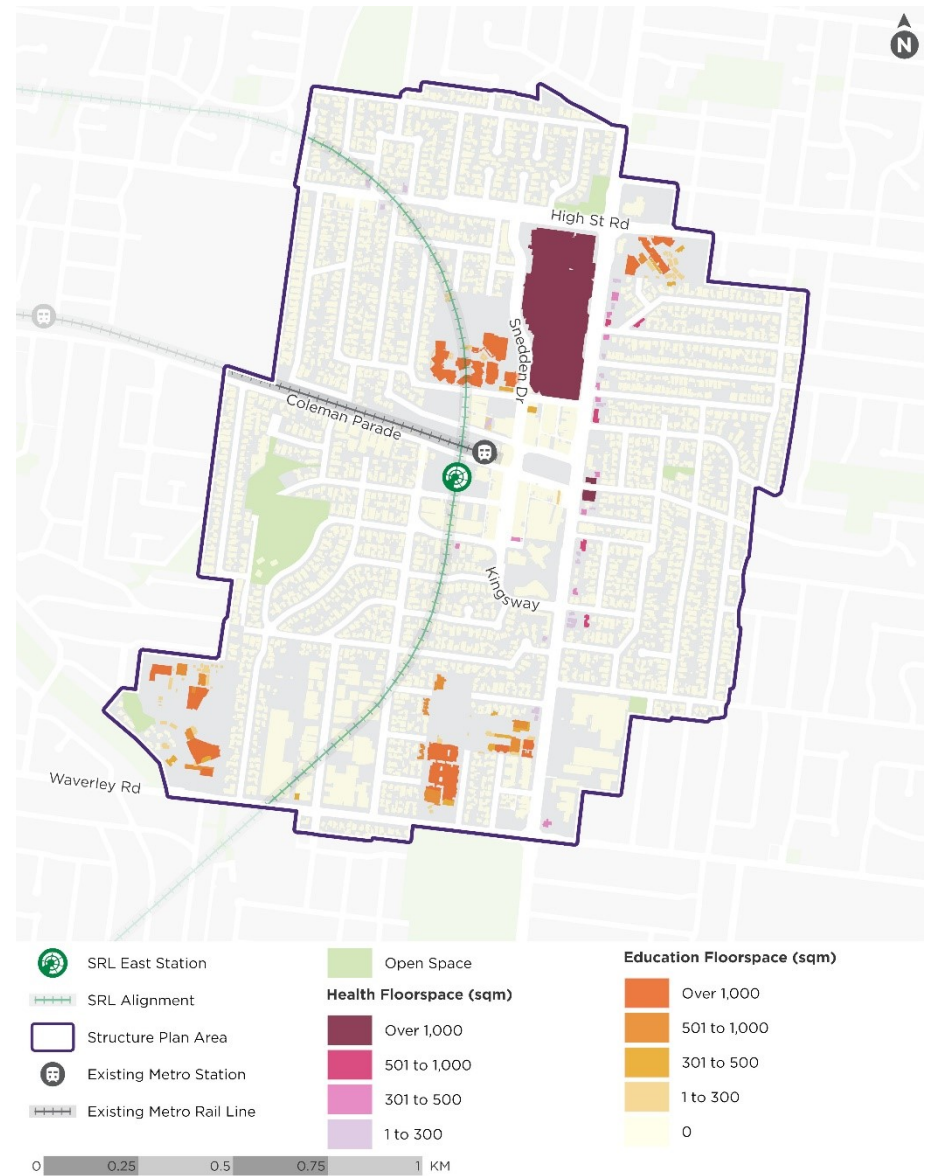 N
High St Rd
Snedden Dr
Coleman Parade
Kingsway
Waverley Rd
SRL East Station
SRL Alignment
Structure Plan Area
Existing Metro Station
Existing Metro Rail Line
Open Space
Health Floorspace (sqm)
Over 1,000
501 to 1,000
301 to 500
1 to 300
Education Floorspace (sqm)
Over 1,000
501 to 1,000
301 to 500
1 to 300
0
0 0.25 0.5 0.75 1 KM